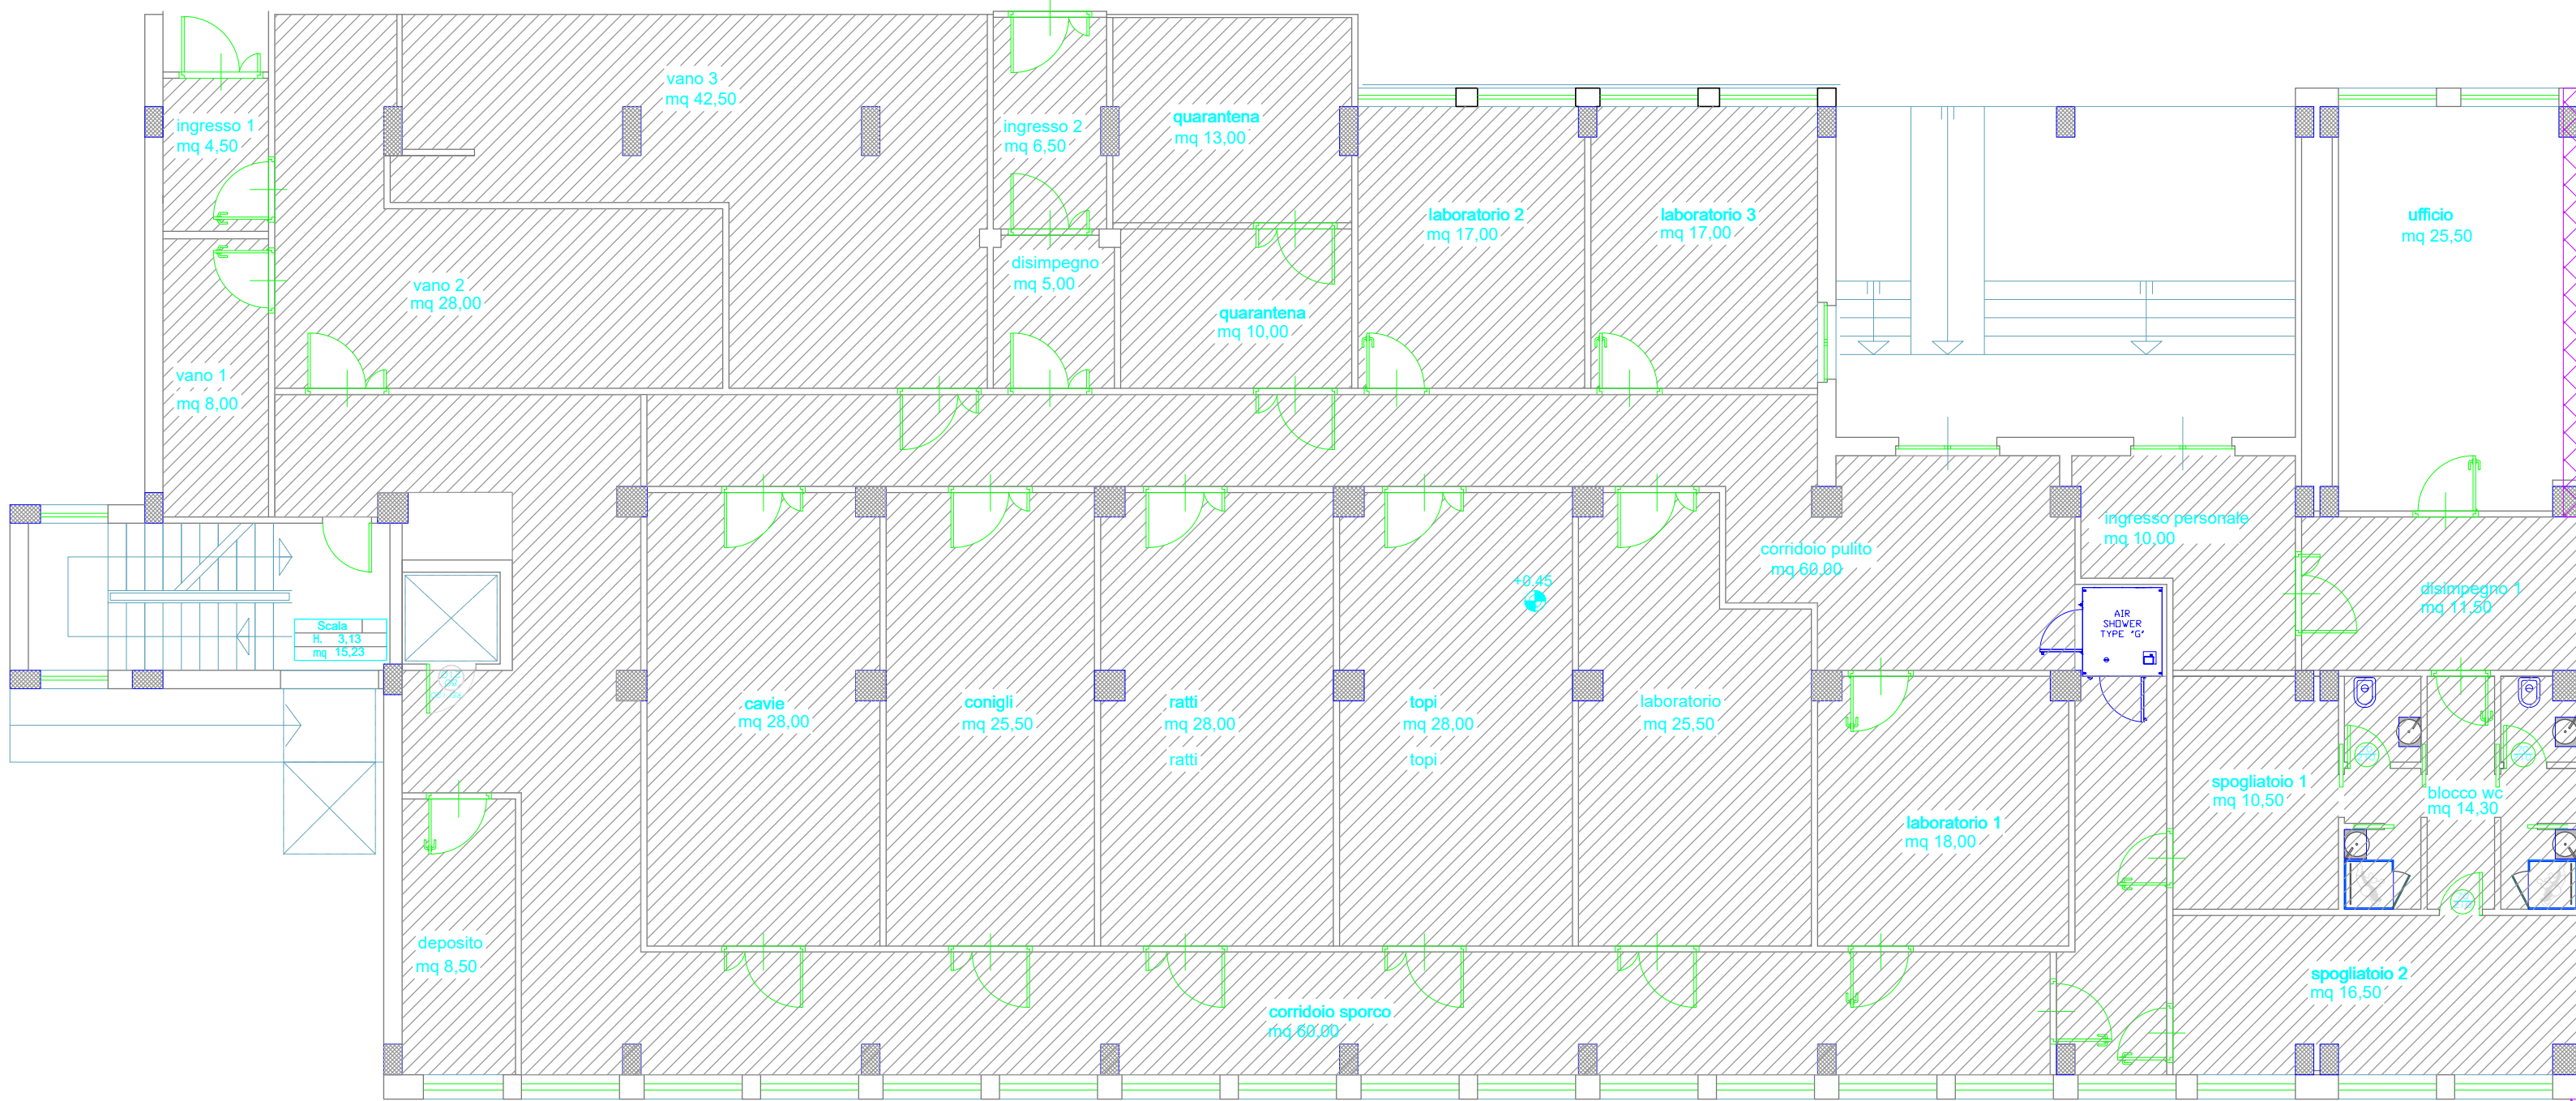 vano 3
mq 42,50
ingresso 1
mq 4,50
ingresso 2
mq 6,50
quarantena
mq 13,00
laboratorio 2
mq 17,00
laboratorio 3
mq 17,00
ufficio
mq 25,50
disimpegno
mq 5,00
vano 2
mq 28,00
quarantena
mq 10,00
vano 1
mq 8,00
ingresso personale
mq 10,00
corridoio pulito
mq 60,00
+0.45
disimpegno 1
mq 11,50
AIR
SHOWER
TYPE "G"
Scala
H. 3,13
mq 15,23
cavie
mq 28,00
conigli
mq 25,50
ratti
mq 28,00
ratti
topi
mq 28,00
topi
laboratorio
mq 25,50
laboratorio 1
mq 18,00
spogliatoio 1
mq 10,50
blocco wc
mq 14,30
deposito
mq 8,50
corridoio sporco
mq 60,00
spogliatoio 2
mq 16,50